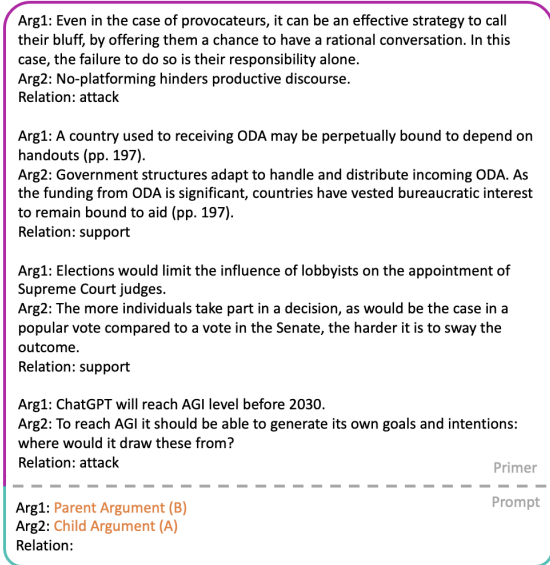 Arg1: Even in the case of provocateurs, it can be an effective strategy to call
their bluff, by offering them a chance to have a rational conversation. In this
case, the failure to do so is their responsibility alone.
Arg2: No-platforming hinders productive discourse.
Relation: attack
Arg1: A country used to receiving ODA may be perpetually bound to depend on
handouts (pp. 197).
Arg2: Government structures adapt to handle and distribute incoming ODA. As
the funding from ODA is significant, countries have vested bureaucratic interest
to remain bound to aid (pp. 197).
Relation: support
Arg1: Elections would limit the influence of lobbyists on the appointment of
Supreme Court judges.
Arg2: The more individuals take part in a decision, as would be the case in a
popular vote compared to a vote in the Senate, the harder it is to sway the
outcome.
Relation: support
Arg1: ChatGPT will reach AGI level before 2030.
Arg2: To reach AGI it should be able to generate its own goals and intentions:
where would it draw these from?
Relation: attack
Primer
Prompt
Arg1: Parent Argument (B)
Arg2: Child Argument (A)
Relation: